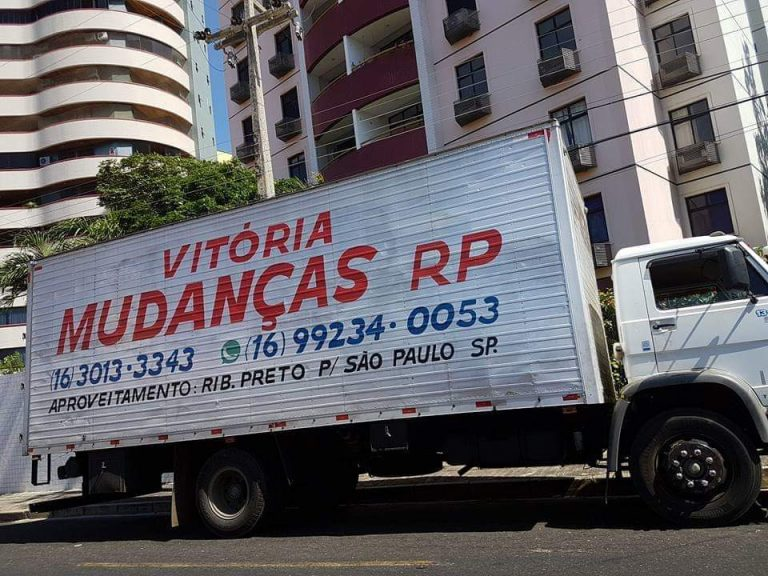 VITÓRIA
MUDANÇAS RP
(16) 3013-3343 (16) 99234-0053
APROVEITAMENTO: RIB. PRETO P/ SÃO PAULO SP.